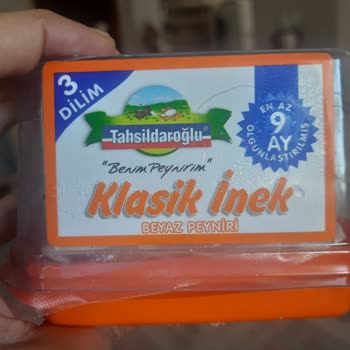 3
DİLİM
Tahsildaroğlu
"Benim Peynirim"
Klasik İnek
BEYAZ PEYNİRİ
EN AZ
9
AY
OLGUNLAŞTIRILMIŞ